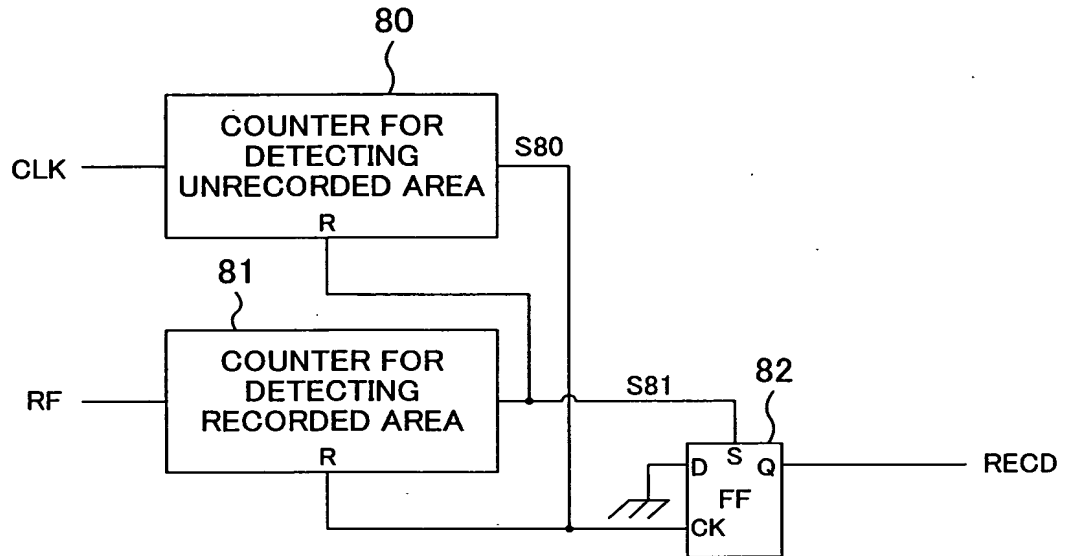 80
COUNTER FOR
DETECTING
UNRECORDED AREA
R
CLK
S80
81
COUNTER FOR
DETECTING
RECORDED AREA
R
RF
S81
82
D S Q
FF
CK
RECD